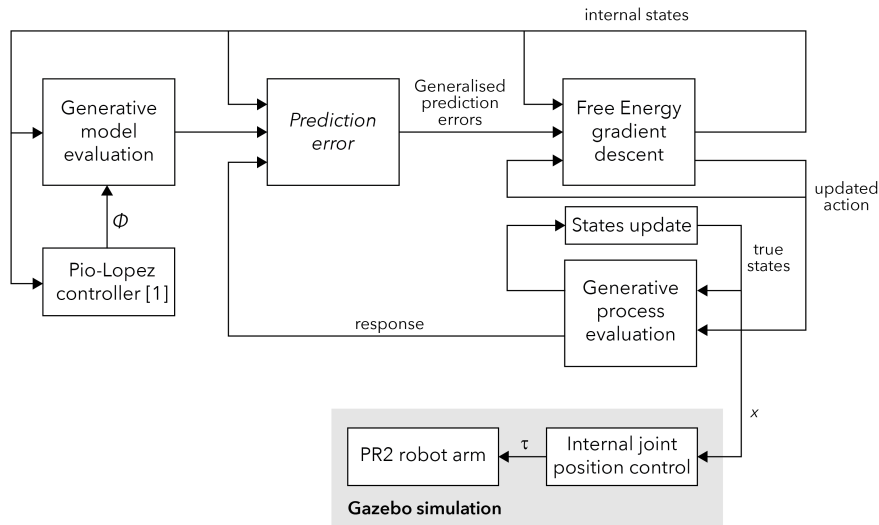 internal states
Generative
model
evaluation
Prediction
error
Generalised
prediction
errors
Free Energy
gradient
descent
updated
action
Φ
States update
true
states
Pio-Lopez
controller [1]
Generative
process
evaluation
response
x
PR2 robot arm
τ
Internal joint
position control
Gazebo simulation